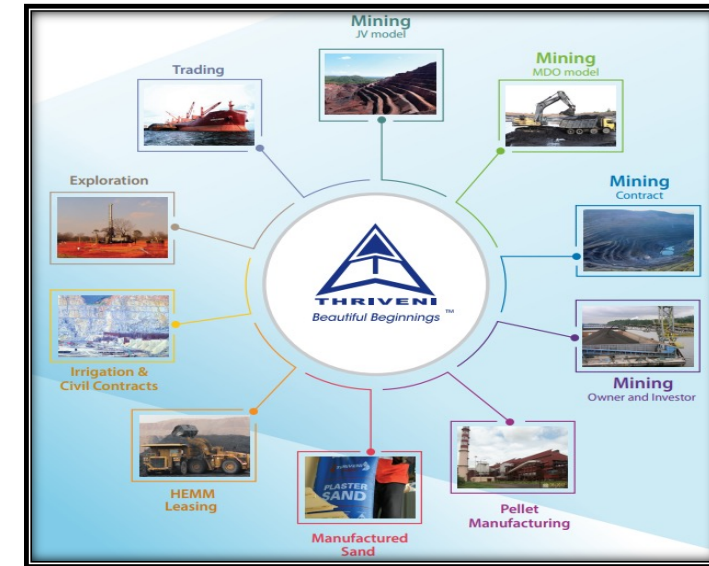 Mining
JV model
Trading
Mining
MDO model
Exploration
Mining
Contract
THRIVENI
Beautiful Beginnings ™
Irrigation &
Civil Contracts
Mining
Owner and Investor
HEMM
Leasing
PLASTER
SAND
Pellet
Manufacturing
Manufactured
Sand